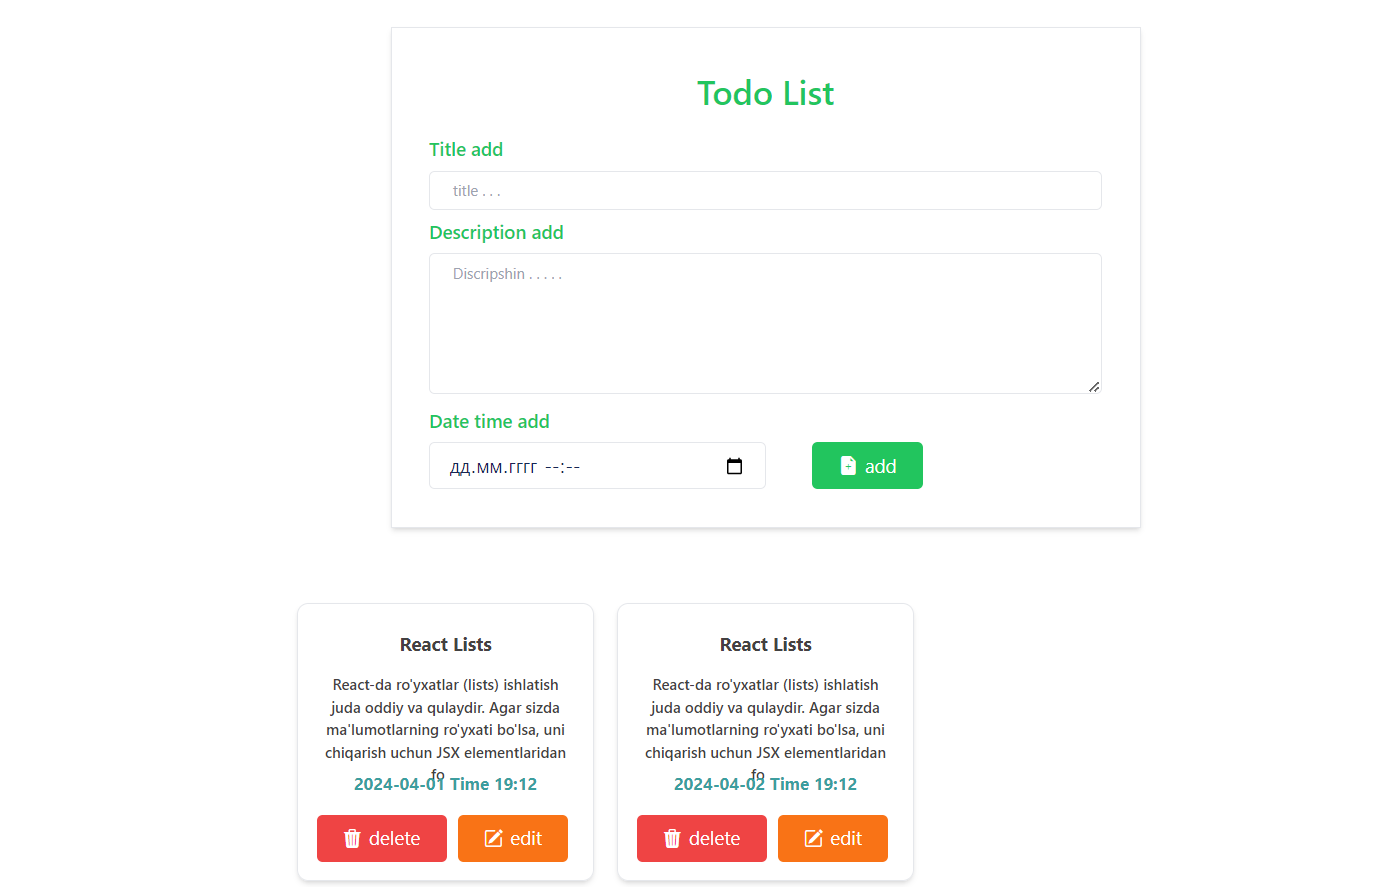 Todo List
Title add
title . . .
Description add
Discripshin . . . . .
Date time add
дд.мм.гггг --:--
add
React Lists
React-da ro'yxatlar (lists) ishlatish
juda oddiy va qulaydir. Agar sizda
ma'lumotlarning ro'yxati bo'lsa, uni
chiqarish uchun JSX elementlaridan
fo
2024-04-01 Time 19:12
delete
edit
React Lists
React-da ro'yxatlar (lists) ishlatish
juda oddiy va qulaydir. Agar sizda
ma'lumotlarning ro'yxati bo'lsa, uni
chiqarish uchun JSX elementlaridan
fo
2024-04-02 Time 19:12
delete
edit